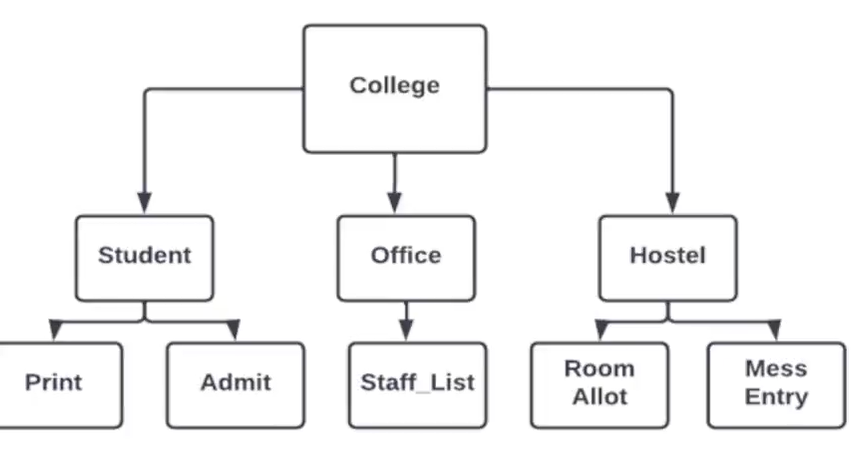 College
Student
Office
Hostel
Print
Admit
Staff_List
Room
Allot
Mess
Entry